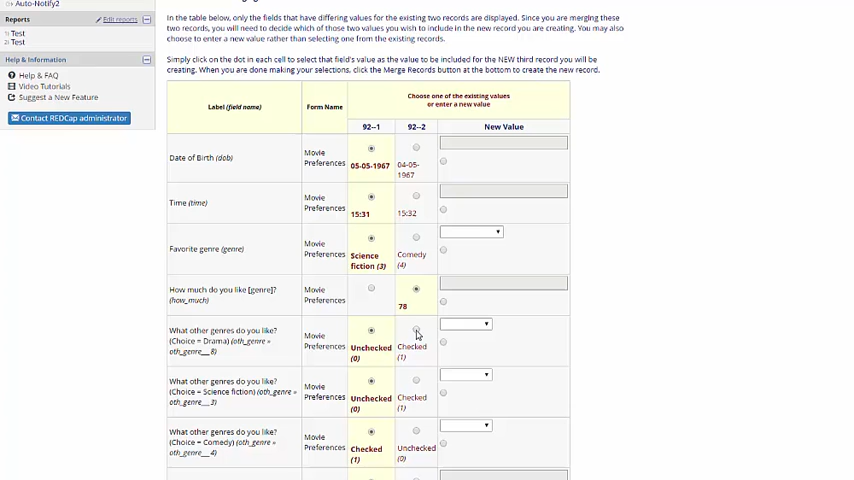 Auto-Notify2
Reports
Edit reports
1) Test
2) Test
Help & Information
Help & FAQ
Video Tutorials
Suggest a New Feature
Contact REDCap administrator
In the table below, only the fields that have differing values for the existing two records are displayed. Since you are merging these
two records, you will need to decide which of those two values you wish to include in the new record you are creating. You may also
choose to enter a new value rather than selecting one from the existing records.
Simply click on the dot in each cell to select that field's value as the value to be included for the NEW third record you will be
creating. When you are done making your selections, click the Merge Records button at the bottom to create the new record.
Label (field name)
Form Name
Choose one of the existing values
or enter a new value
92--1
92--2
New Value
Date of Birth (dob)
Movie
Preferences
05-05-1967
04-05-
1967
Time (time)
Movie
Preferences
15:31
15:32
Favorite genre (genre)
Movie
Preferences
Science
fiction (3)
Comedy
(4)
How much do you like [genre]?
(how_much)
Movie
Preferences
78
What other genres do you like?
(Choice = Drama) (oth_genre »
oth_genre___8)
Movie
Preferences
Unchecked
(0)
Checked
(1)
What other genres do you like?
(Choice = Science fiction) (oth_genre »
oth_genre___3)
Movie
Preferences
Unchecked
(0)
Checked
(1)
What other genres do you like?
(Choice = Comedy) (oth_genre »
oth_genre___4)
Movie
Preferences
Checked
(1)
Unchecked
(0)